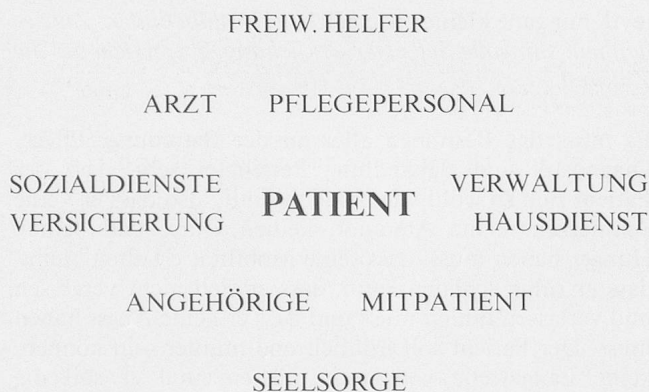 FREIW. HELFER
ARZT PFLEGEPERSONAL
SOZIALDIENSTE VERWALTUNG
PATIENT
VERSICHERUNG HAUSDIENST
ANGEHÖRIGE MITPATIENT
SEELSORGE